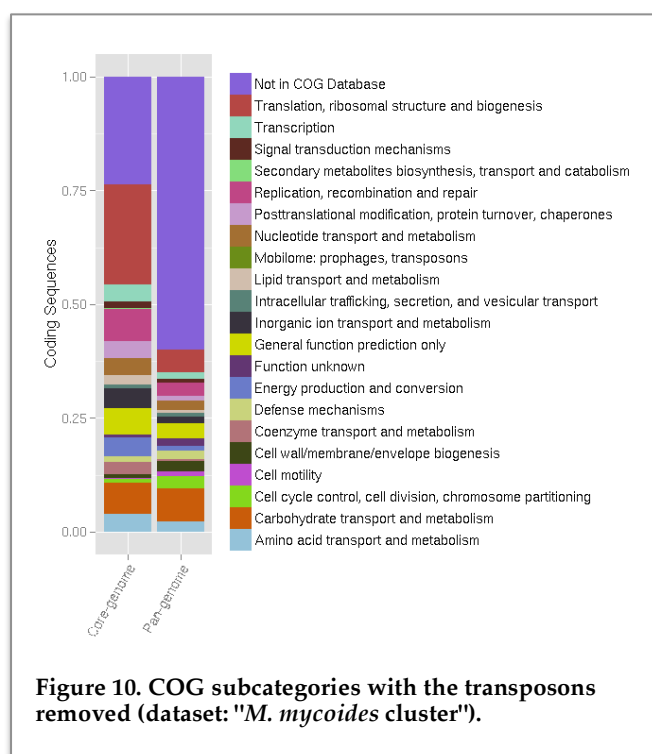 1.00
0.75
0.50
0.25
0.00
Coding Sequences
Core-genome
Pan-genome
Not in COG Database
Translation, ribosomal structure and biogenesis
Transcription
Signal transduction mechanisms
Secondary metabolites biosynthesis, transport and catabolism
Replication, recombination and repair
Posttranslational modification, protein turnover, chaperones
Nucleotide transport and metabolism
Mobilome: prophages, transposons
Lipid transport and metabolism
Intracellular trafficking, secretion, and vesicular transport
Inorganic ion transport and metabolism
General function prediction only
Function unknown
Energy production and conversion
Defense mechanisms
Coenzyme transport and metabolism
Cell wall/membrane/envelope biogenesis
Cell motility
Cell cycle control, cell division, chromosome partitioning
Carbohydrate transport and metabolism
Amino acid transport and metabolism
Figure 10. COG subcategories with the transposons
removed (dataset: "M. mycoides cluster").